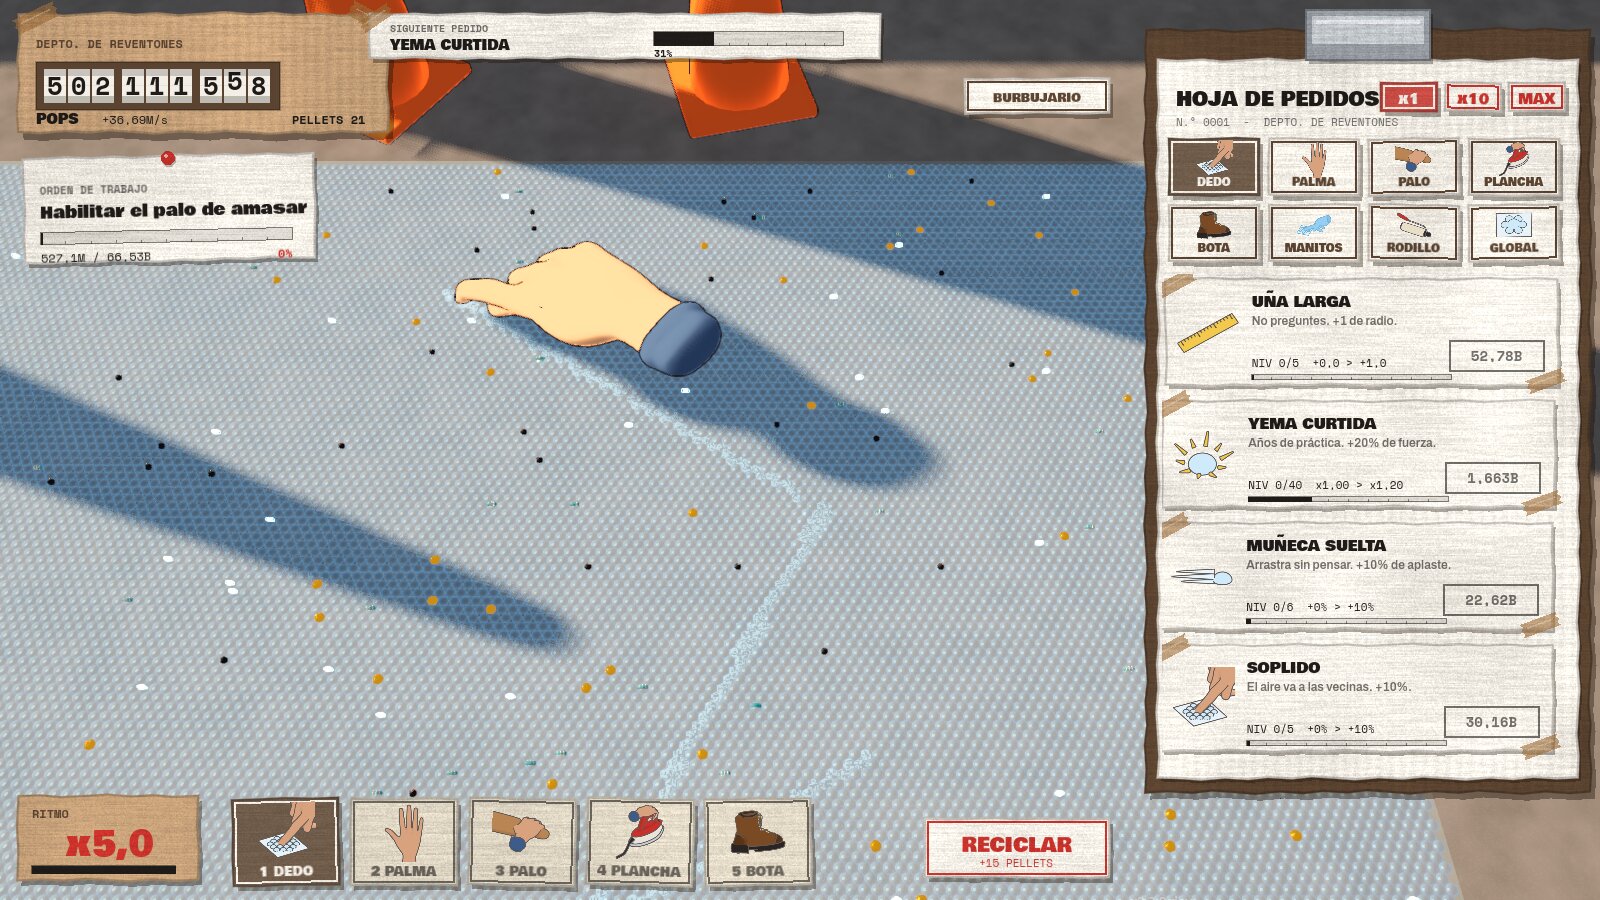 DEPTO. DE REVENTONES
502 111 558
POPS +36,69M/s PELLETS 21
SIGUIENTE PEDIDO
YEMA CURTIDA
31%
BURBUJARIO
ORDEN DE TRABAJO
Habilitar el palo de amasar
527,1M / 66,53B 0%
HOJA DE PEDIDOS x1 x10 MAX
N.° 0001 - DEPTO. DE REVENTONES
DEDO PALMA PALO PLANCHA
BOTA MANITOS RODILLO GLOBAL
UÑA LARGA
No preguntes. +1 de radio.
NIV 0/5 +0,0 > +1,0 52,78B
YEMA CURTIDA
Años de práctica. +20% de fuerza.
NIV 0/40 x1,00 > x1,20 1,663B
MUÑECA SUELTA
Arrastra sin pensar. +10% de aplaste.
NIV 0/6 +0% > +10% 22,62B
SOPLIDO
El aire va a las vecinas. +10%.
NIV 0/5 +0% > +10% 30,16B
RITMO
x5,0
1 DEDO 2 PALMA 3 PALO 4 PLANCHA 5 BOTA
RECICLAR
+15 PELLETS